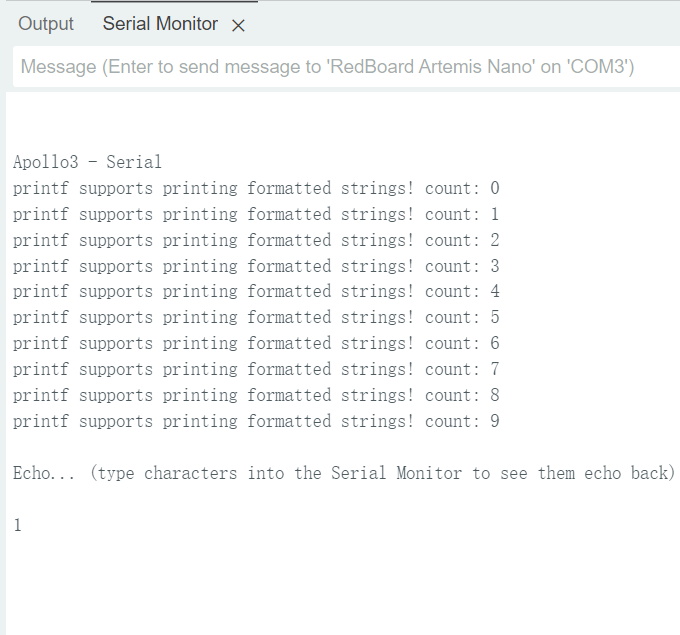 Output Serial Monitor ×
Message (Enter to send message to 'RedBoard Artemis Nano' on 'COM3')
Apollo3 - Serial
printf supports printing formatted strings! count: 0
printf supports printing formatted strings! count: 1
printf supports printing formatted strings! count: 2
printf supports printing formatted strings! count: 3
printf supports printing formatted strings! count: 4
printf supports printing formatted strings! count: 5
printf supports printing formatted strings! count: 6
printf supports printing formatted strings! count: 7
printf supports printing formatted strings! count: 8
printf supports printing formatted strings! count: 9
Echo... (type characters into the Serial Monitor to see them echo back)
1